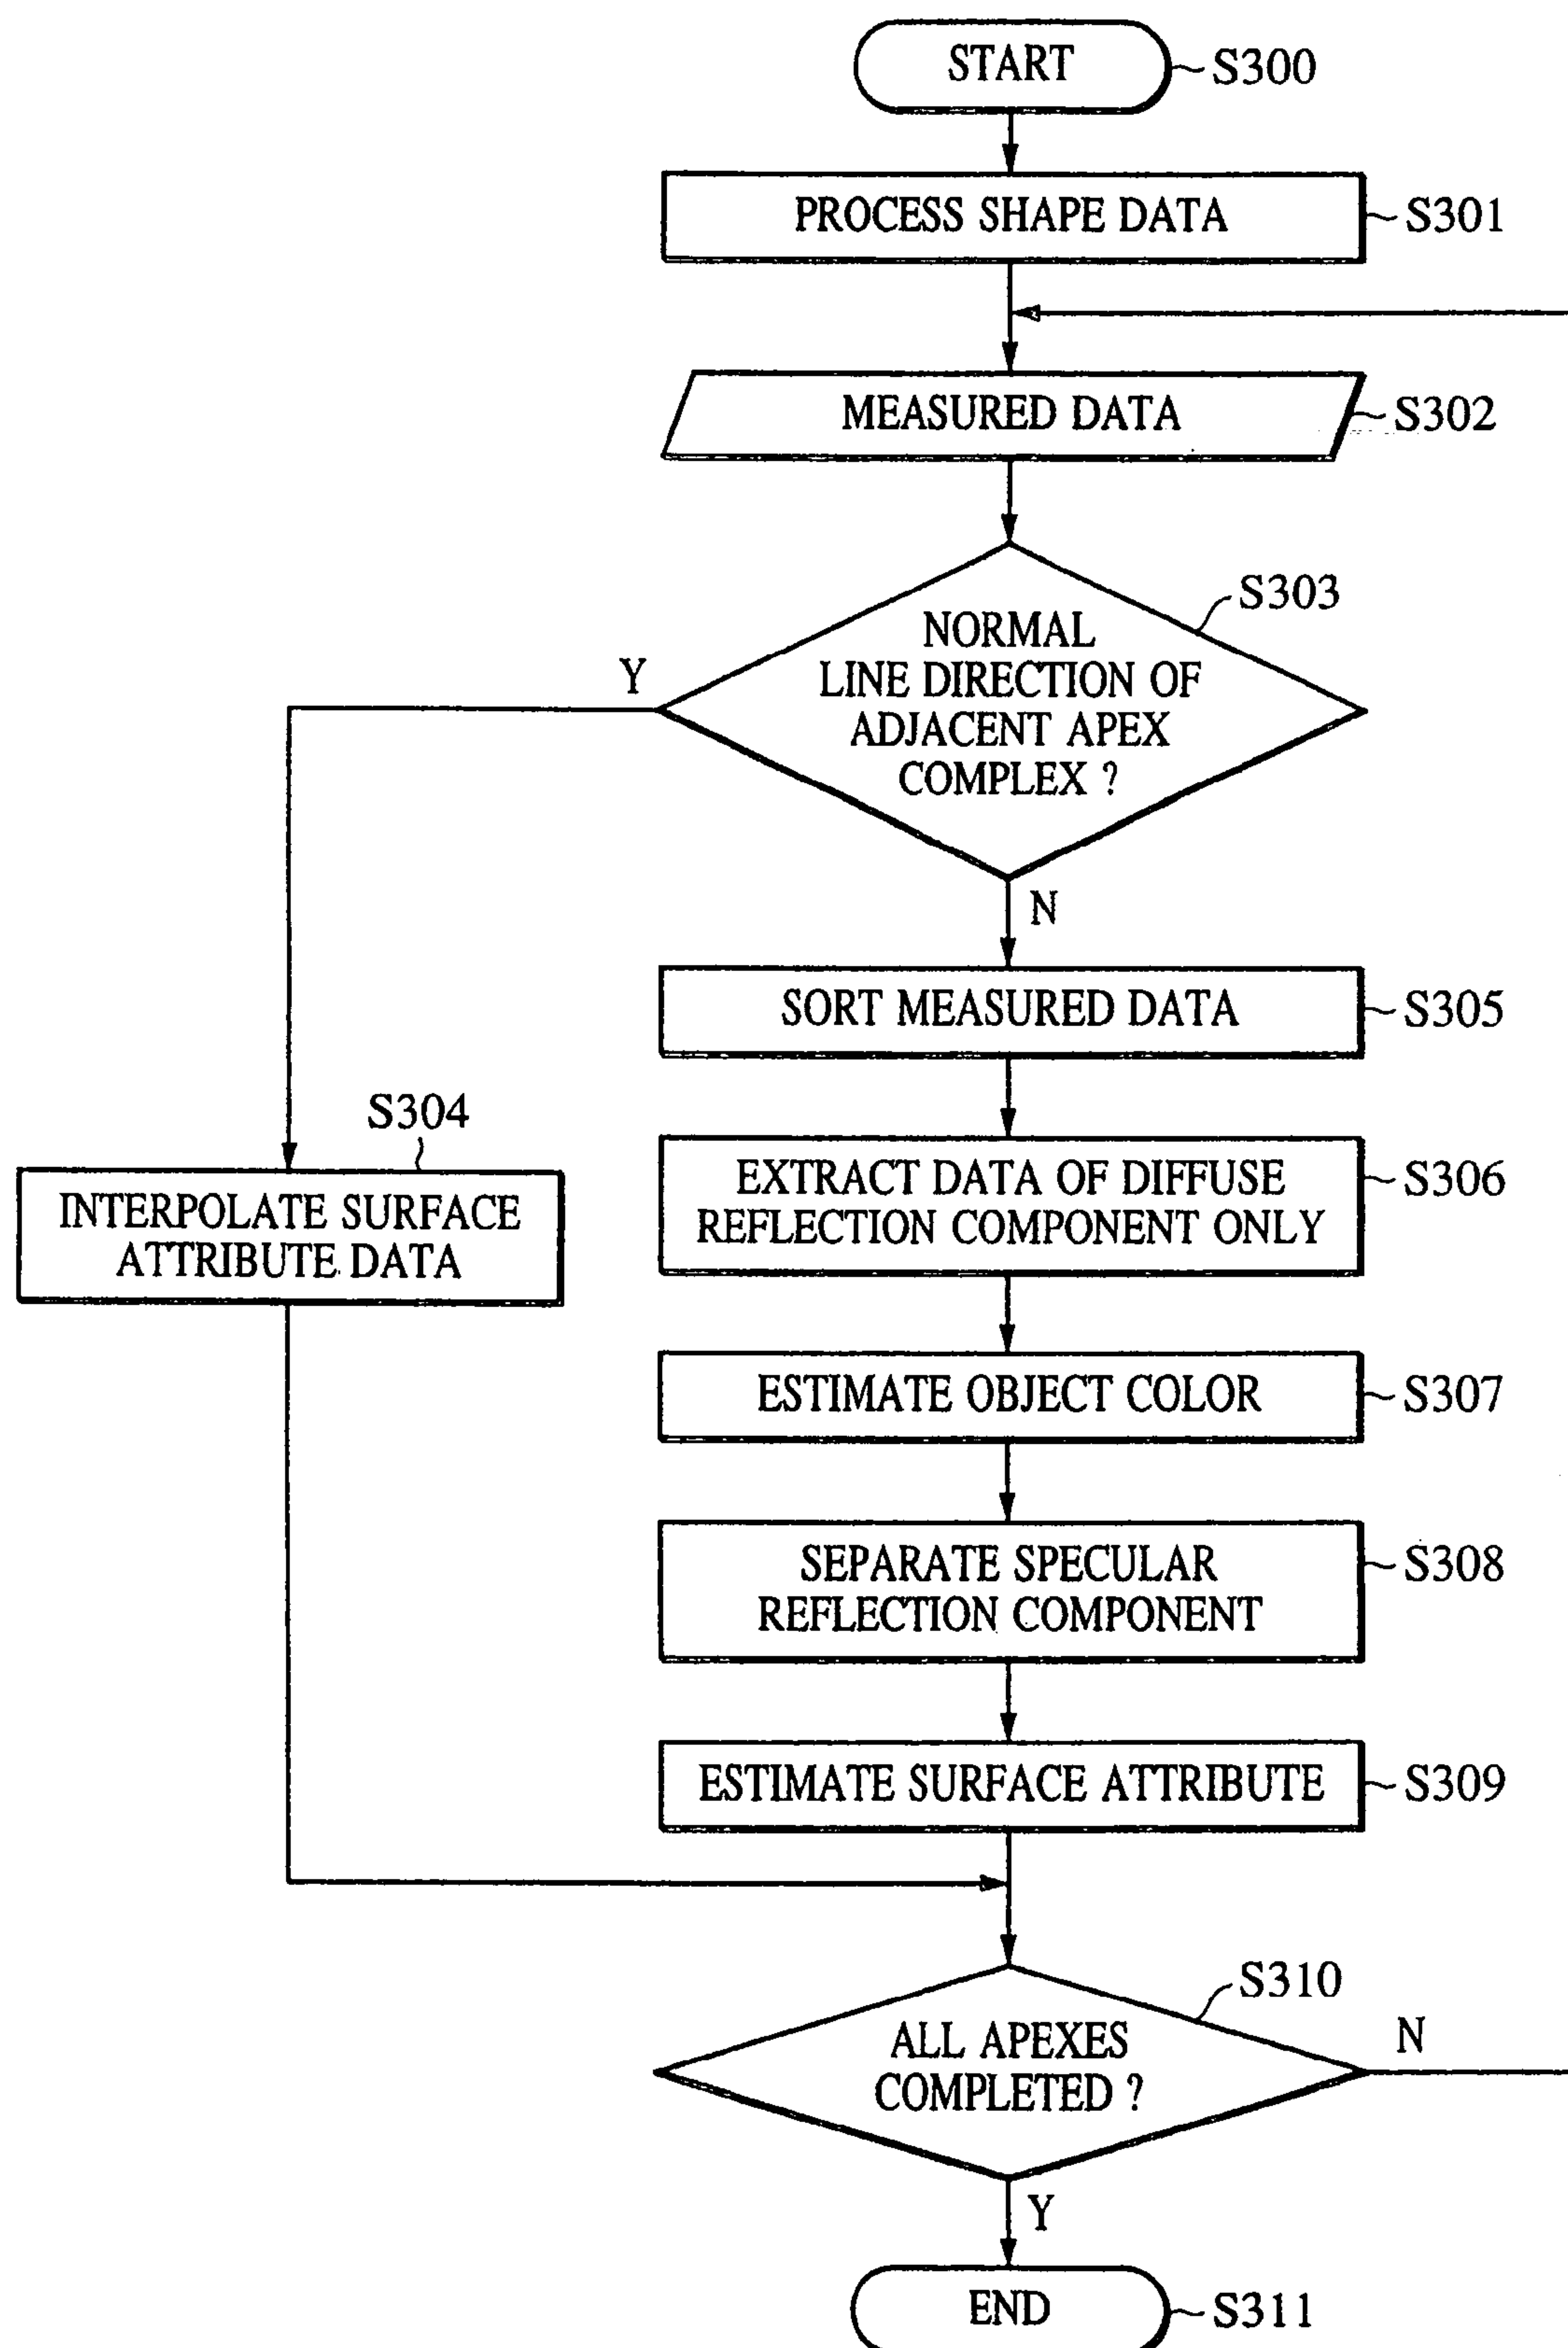 START
S300
PROCESS SHAPE DATA
S301
MEASURED DATA
S302
S303
NORMAL
LINE DIRECTION OF
ADJACENT APEX
COMPLEX ?
Y
N
SORT MEASURED DATA
S305
S304
INTERPOLATE SURFACE
ATTRIBUTE DATA
EXTRACT DATA OF DIFFUSE
REFLECTION COMPONENT ONLY
S306
ESTIMATE OBJECT COLOR
S307
SEPARATE SPECULAR
REFLECTION COMPONENT
S308
ESTIMATE SURFACE ATTRIBUTE
S309
S310
ALL APEXES
COMPLETED ?
N
Y
END
S311